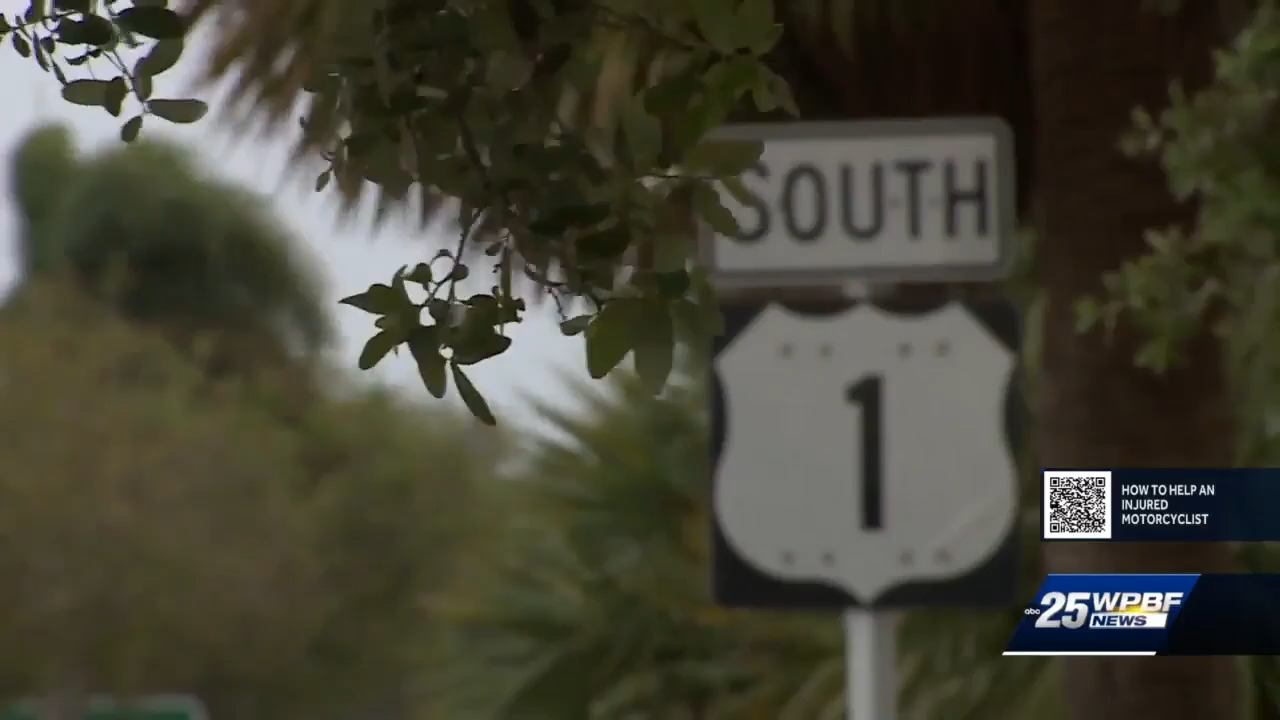 SOUTH
1
HOW TO HELP AN
INJURED
MOTORCYCLIST
abc 25 WPBF
NEWS